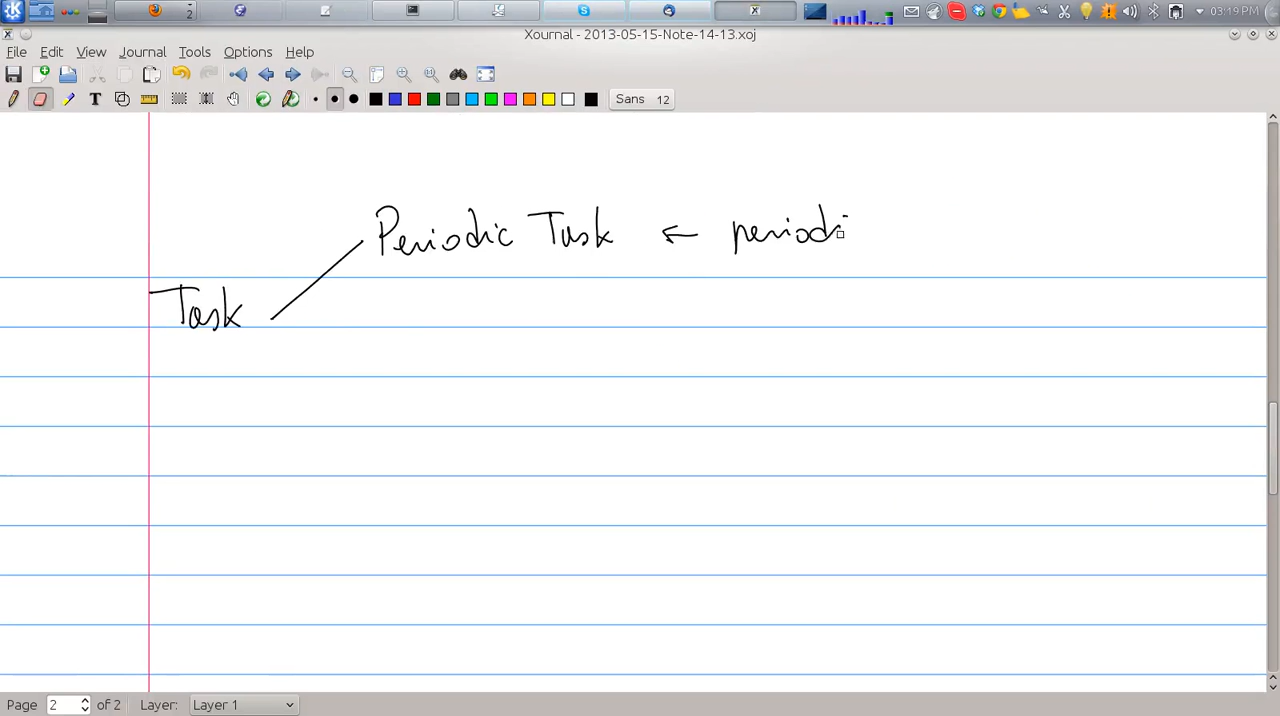 2
03:19 PM
Xournal - 2013-05-15-Note-14-13.xoj
File Edit View Journal Tools Options Help
Sans 12
Periodic Task ← periodi
Task
Page 2 of 2 Layer: Layer 1